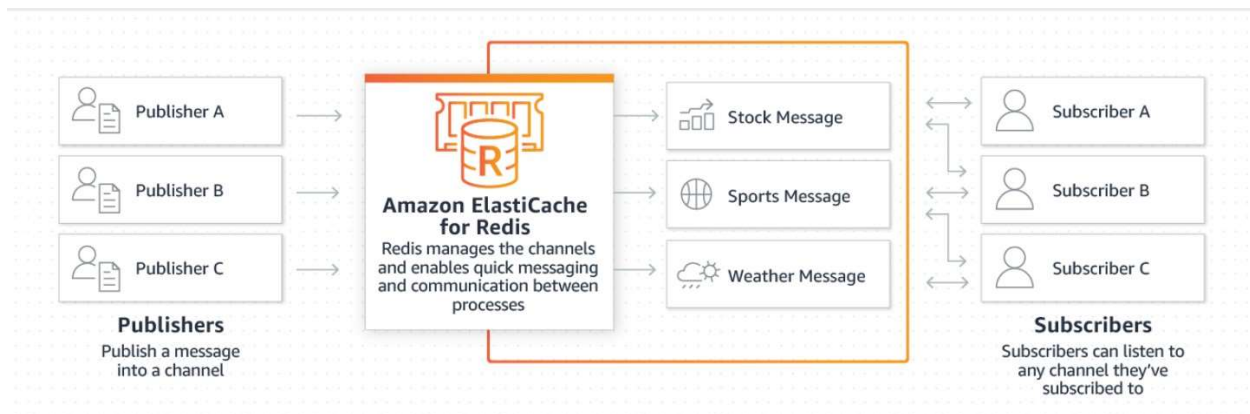 Publisher A
Publisher B
Publisher C
Publishers
Publish a message
into a channel
R
Amazon ElastiCache
for Redis
Redis manages the channels
and enables quick messaging
and communication between
processes
Stock Message
Sports Message
Weather Message
Subscriber A
Subscriber B
Subscriber C
Subscribers
Subscribers can listen to
any channel they've
subscribed to